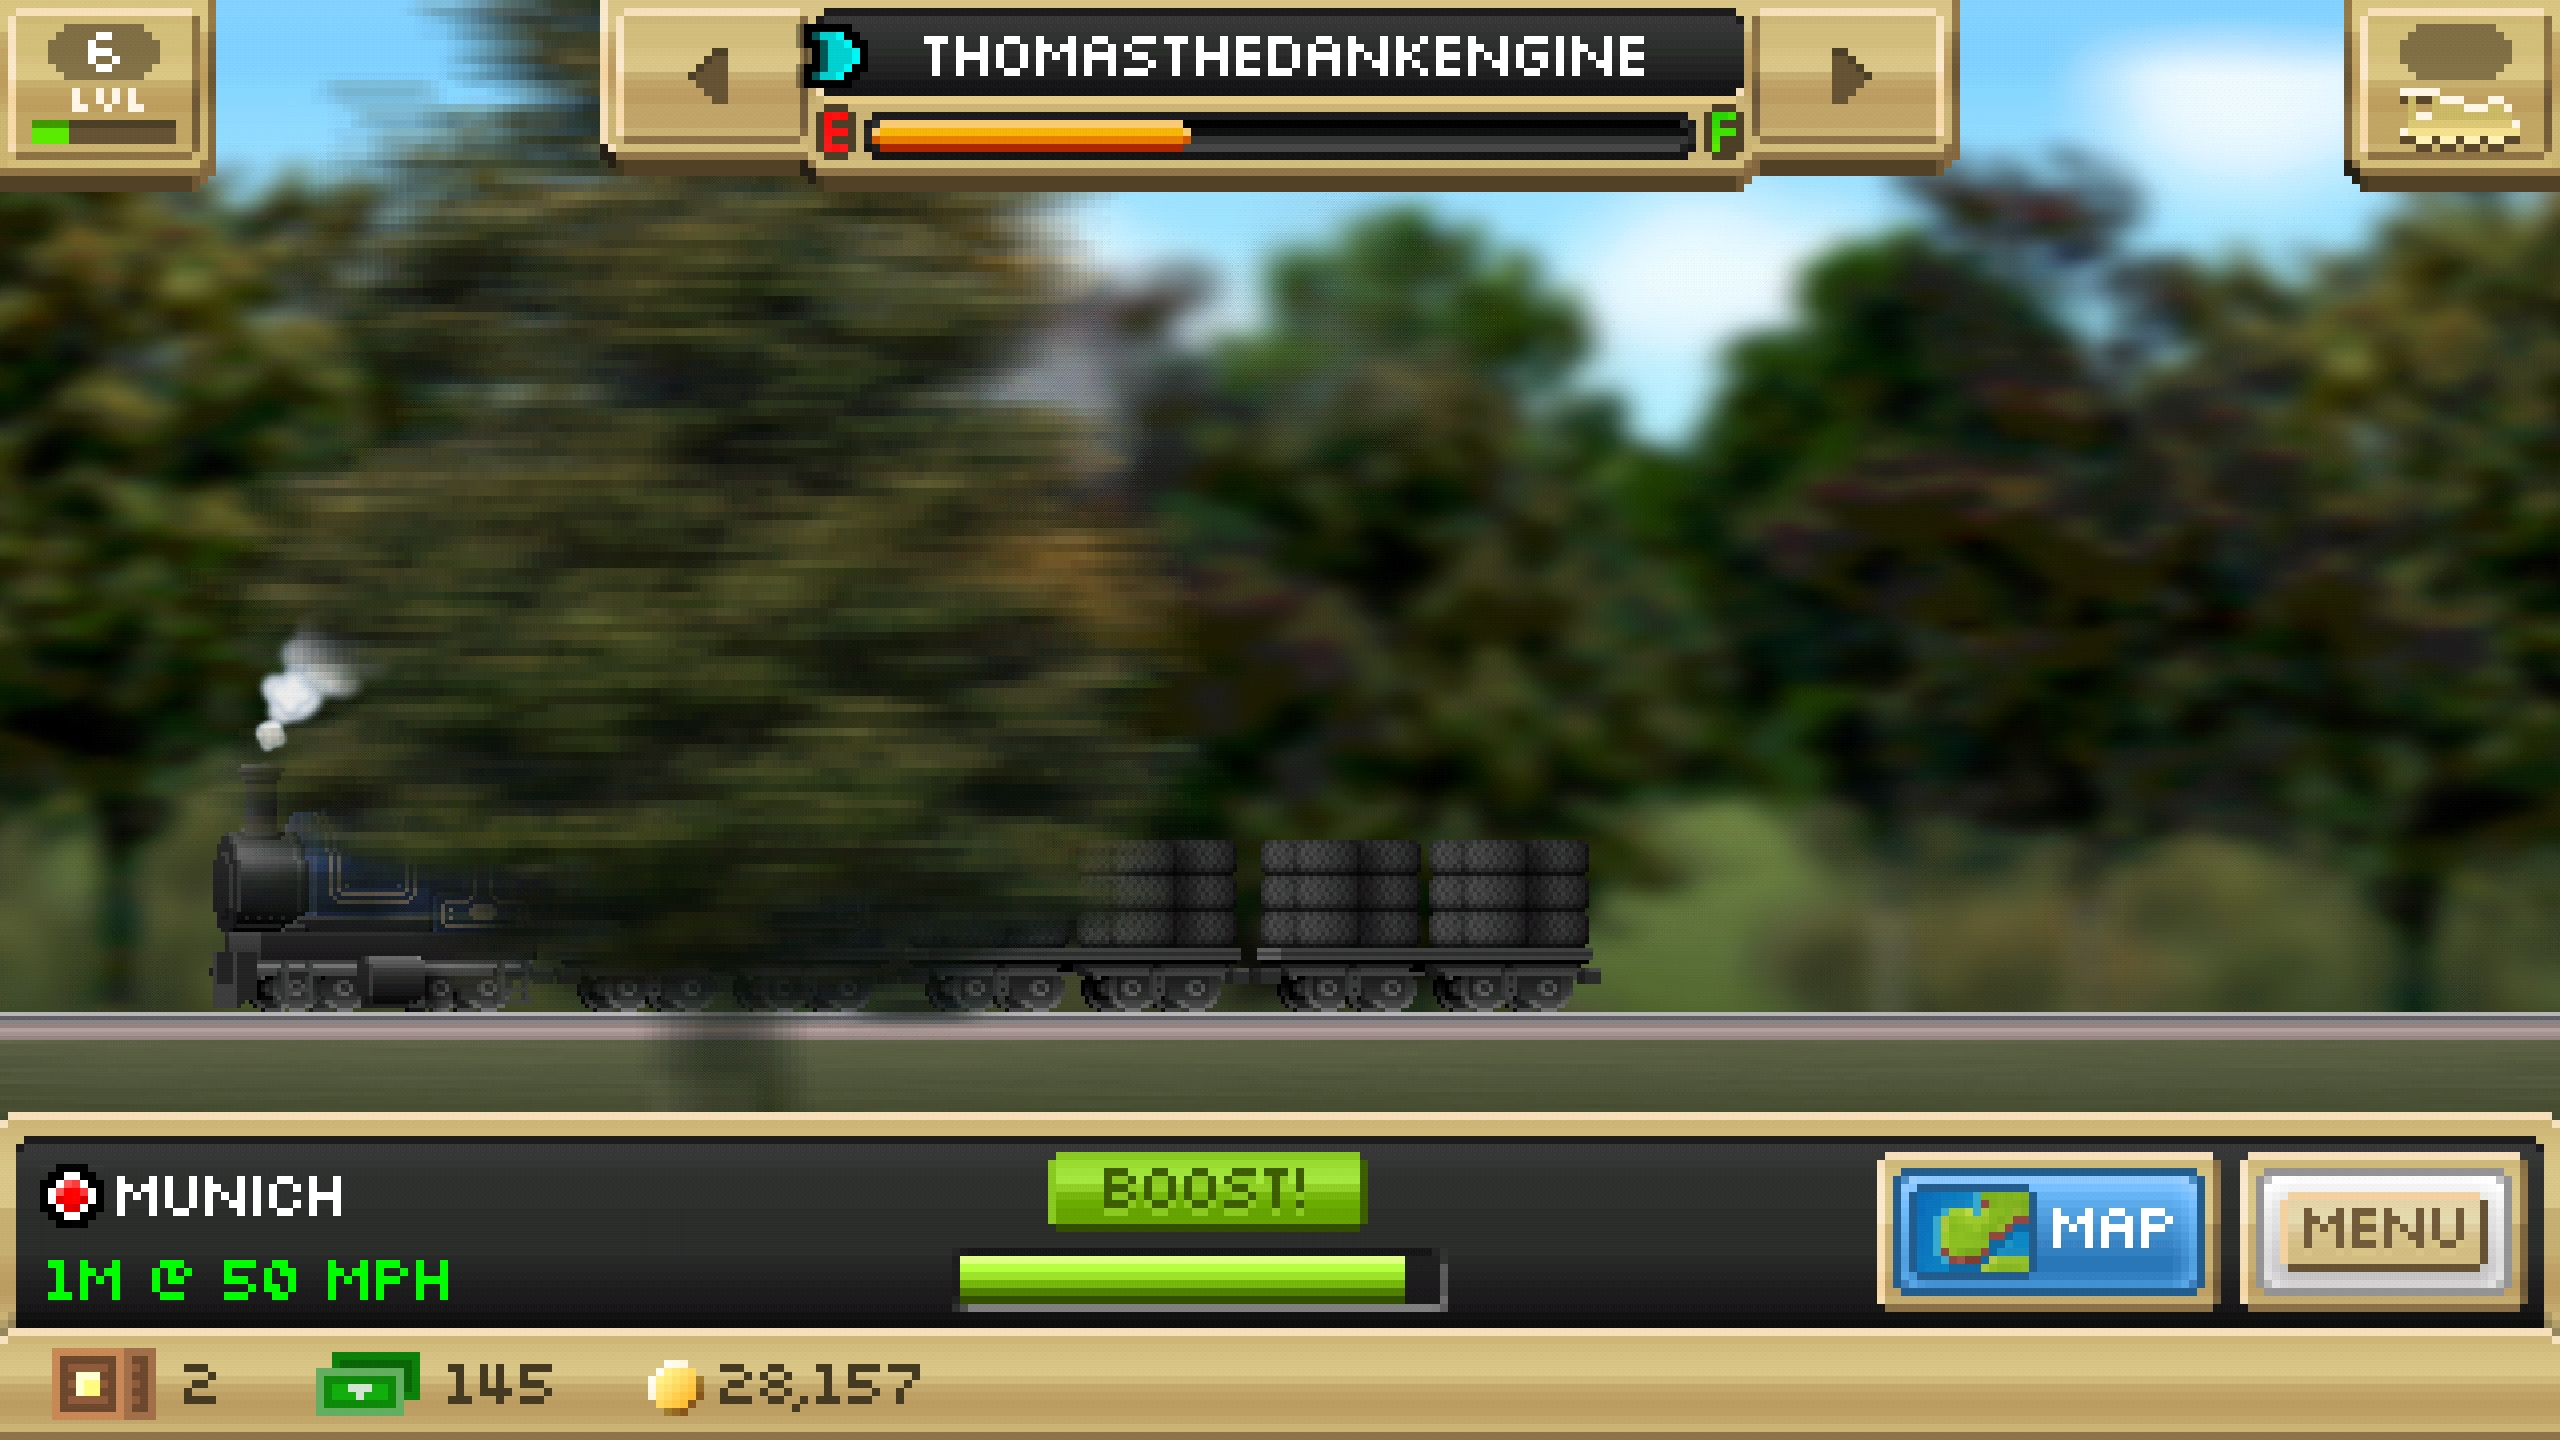 6
LVL
THOMASTHEDANKENGINE
E F
MUNICH
1M @ 50 MPH
BOOST!
MAP
MENU
2 145 28,157